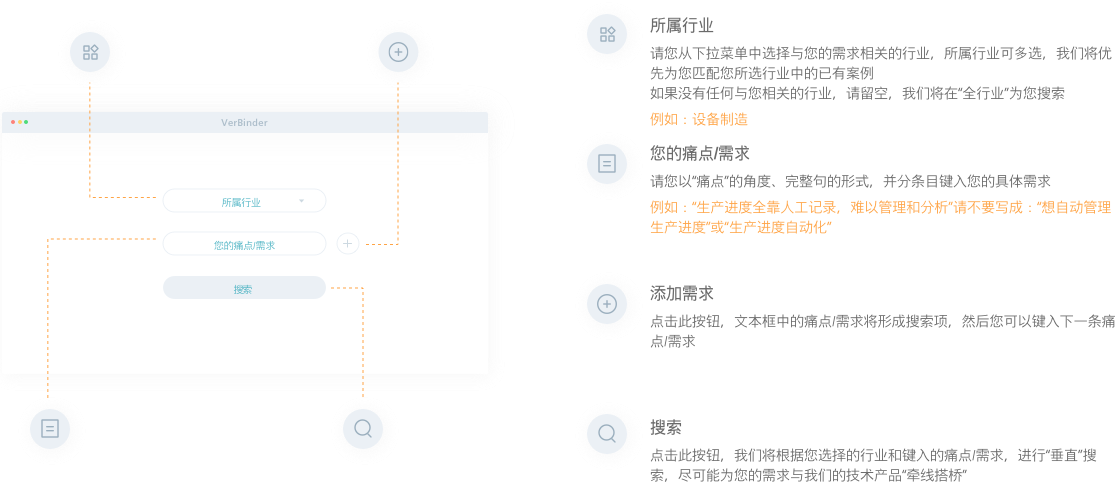 VerBinder
所属行业
您的痛点/需求
搜索
所属行业
请您从下拉菜单中选择与您的需求相关的行业，所属行业可多选，我们将优
先为您匹配您所选行业中的已有案例
如果没有任何与您相关的行业，请留空，我们将在“全行业”为您搜索
例如：设备制造
您的痛点/需求
请您以“痛点”的角度、完整句的形式，并分条目键入您的具体需求
例如：“生产进度全靠人工记录，难以管理和分析”请不要写成：“想自动管理
生产进度”或“生产进度自动化”
添加需求
点击此按钮，文本框中的痛点/需求将形成搜索项，然后您可以键入下一条痛
点/需求
搜索
点击此按钮，我们将根据您选择的行业和键入的痛点/需求，进行“垂直”搜
索，尽可能为您的需求与我们的技术产品“牵线搭桥”